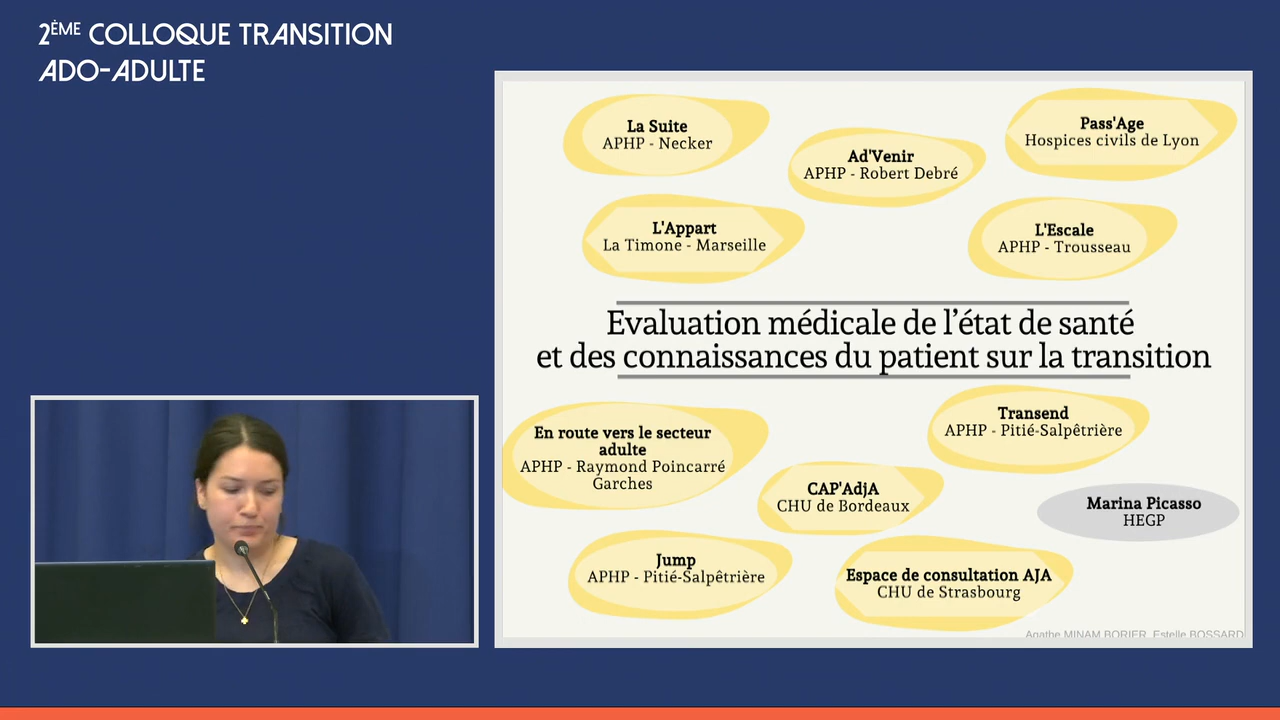 2ÈME COLLOQUE TRANSITION
ADO-ADULTE
La Suite
APHP - Necker
Ad'Venir
APHP - Robert Debré
Pass'Age
Hospices civils de Lyon
L'Appart
La Timone - Marseille
L'Escale
APHP - Trousseau
Evaluation médicale de l'état de santé
et des connaissances du patient sur la transition
En route vers le secteur
adulte
APHP - Raymond Poincarré
Garches
Transend
APHP - Pitié-Salpêtrière
CAP'AdjA
CHU de Bordeaux
Marina Picasso
HEGP
Jump
APHP - Pitié-Salpêtrière
Espace de consultation AJA
CHU de Strasbourg
Agathe MINAM BORIER, Estelle BOSSARD